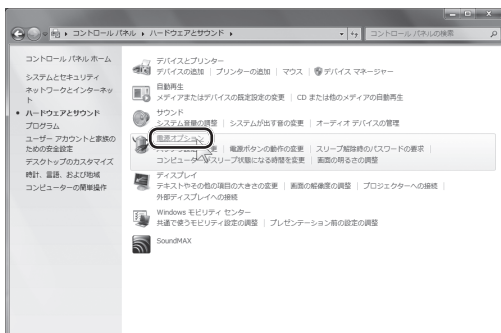 コントロール パネル ▸ ハードウェアとサウンド ▸
コントロール パネルの検索
コントロール パネル ホーム
システムとセキュリティ
ネットワークとインターネッ
ト
ハードウェアとサウンド
プログラム
ユーザー アカウントと家族の
ための安全設定
デスクトップのカスタマイズ
時計、言語、および地域
コンピューターの簡単操作
デバイスとプリンター
デバイスの追加 | プリンターの追加 | マウス | デバイス マネージャー
自動再生
メディアまたはデバイスの既定設定の変更 | CD または他のメディアの自動再生
サウンド
システム音量の調整 | システムが出す音の変更 | オーディオ デバイスの管理
電源オプション
更 | 電源ボタンの動作の変更 | スリープ解除時のパスワードの要求
コンピューター スリープ状態になる時間を変更 | 画面の明るさの調整
ディスプレイ
テキストやその他の項目の大きさの変更 | 画面の解像度の調整 | プロジェクターへの接続
外部ディスプレイへの接続
Windows モビリティ センター
共通で使うモビリティ設定の調整 | プレゼンテーション前の設定の調整
SoundMAX